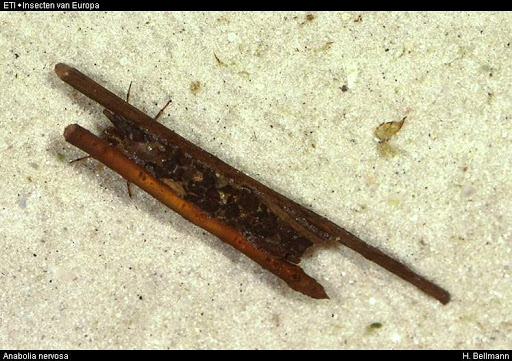 ETI • Insecten van Europa
Anabolia nervosa
H. Bellmann